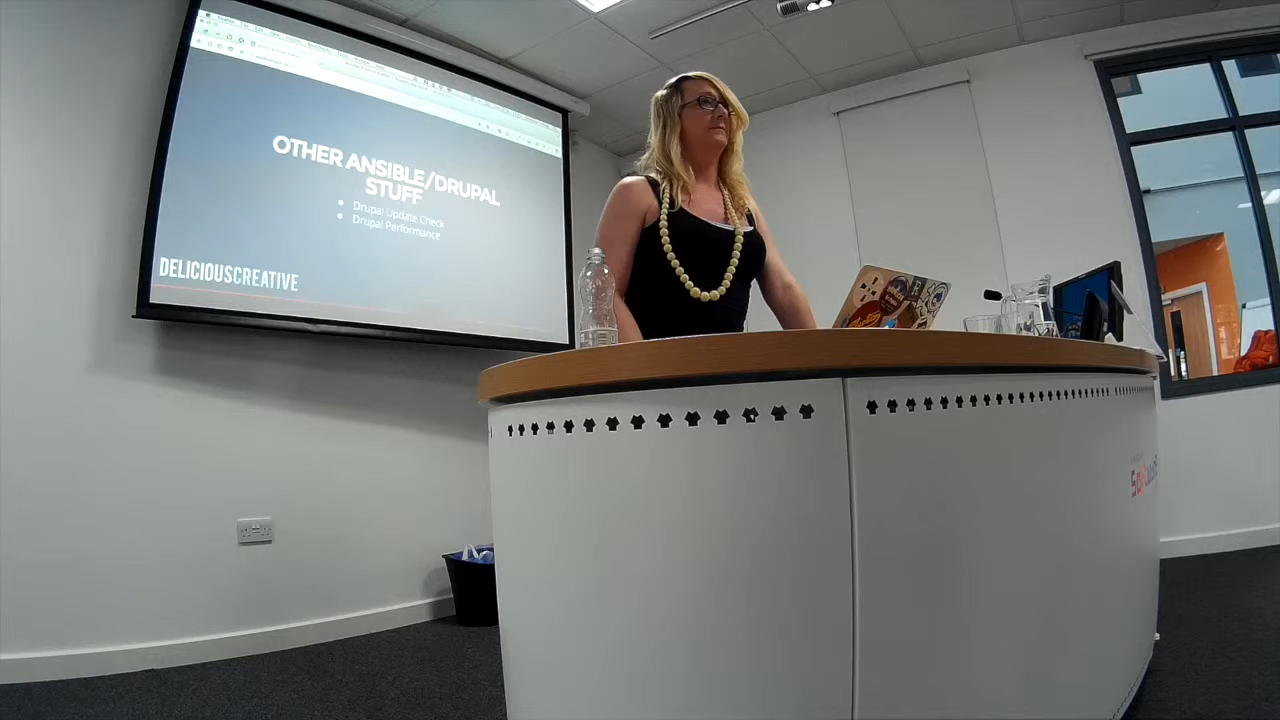 OTHER ANSIBLE/DRUPAL
STUFF
Drupal Update Check
Drupal Performance
DELICIOUSCREATIVE